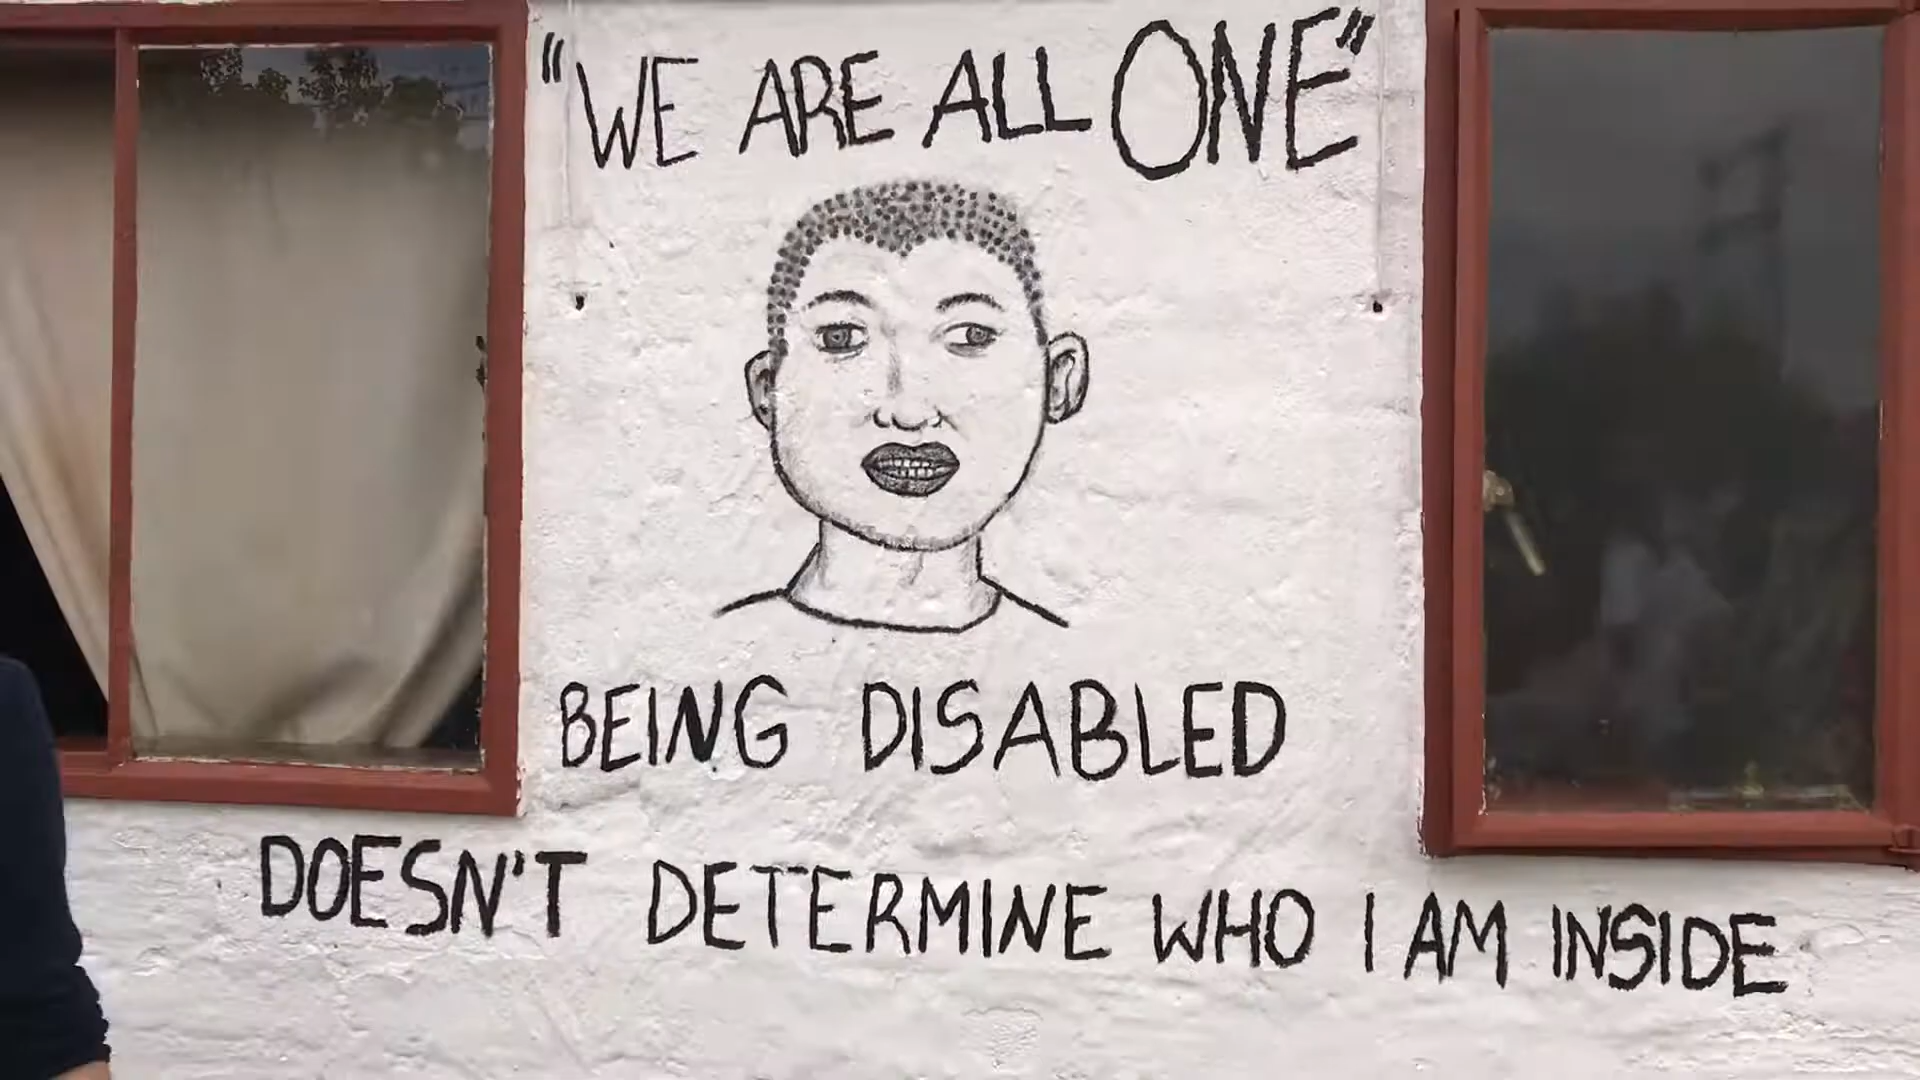 "WE ARE ALL ONE"
BEING DISABLED
DOESN'T DETERMINE WHO I AM INSIDE